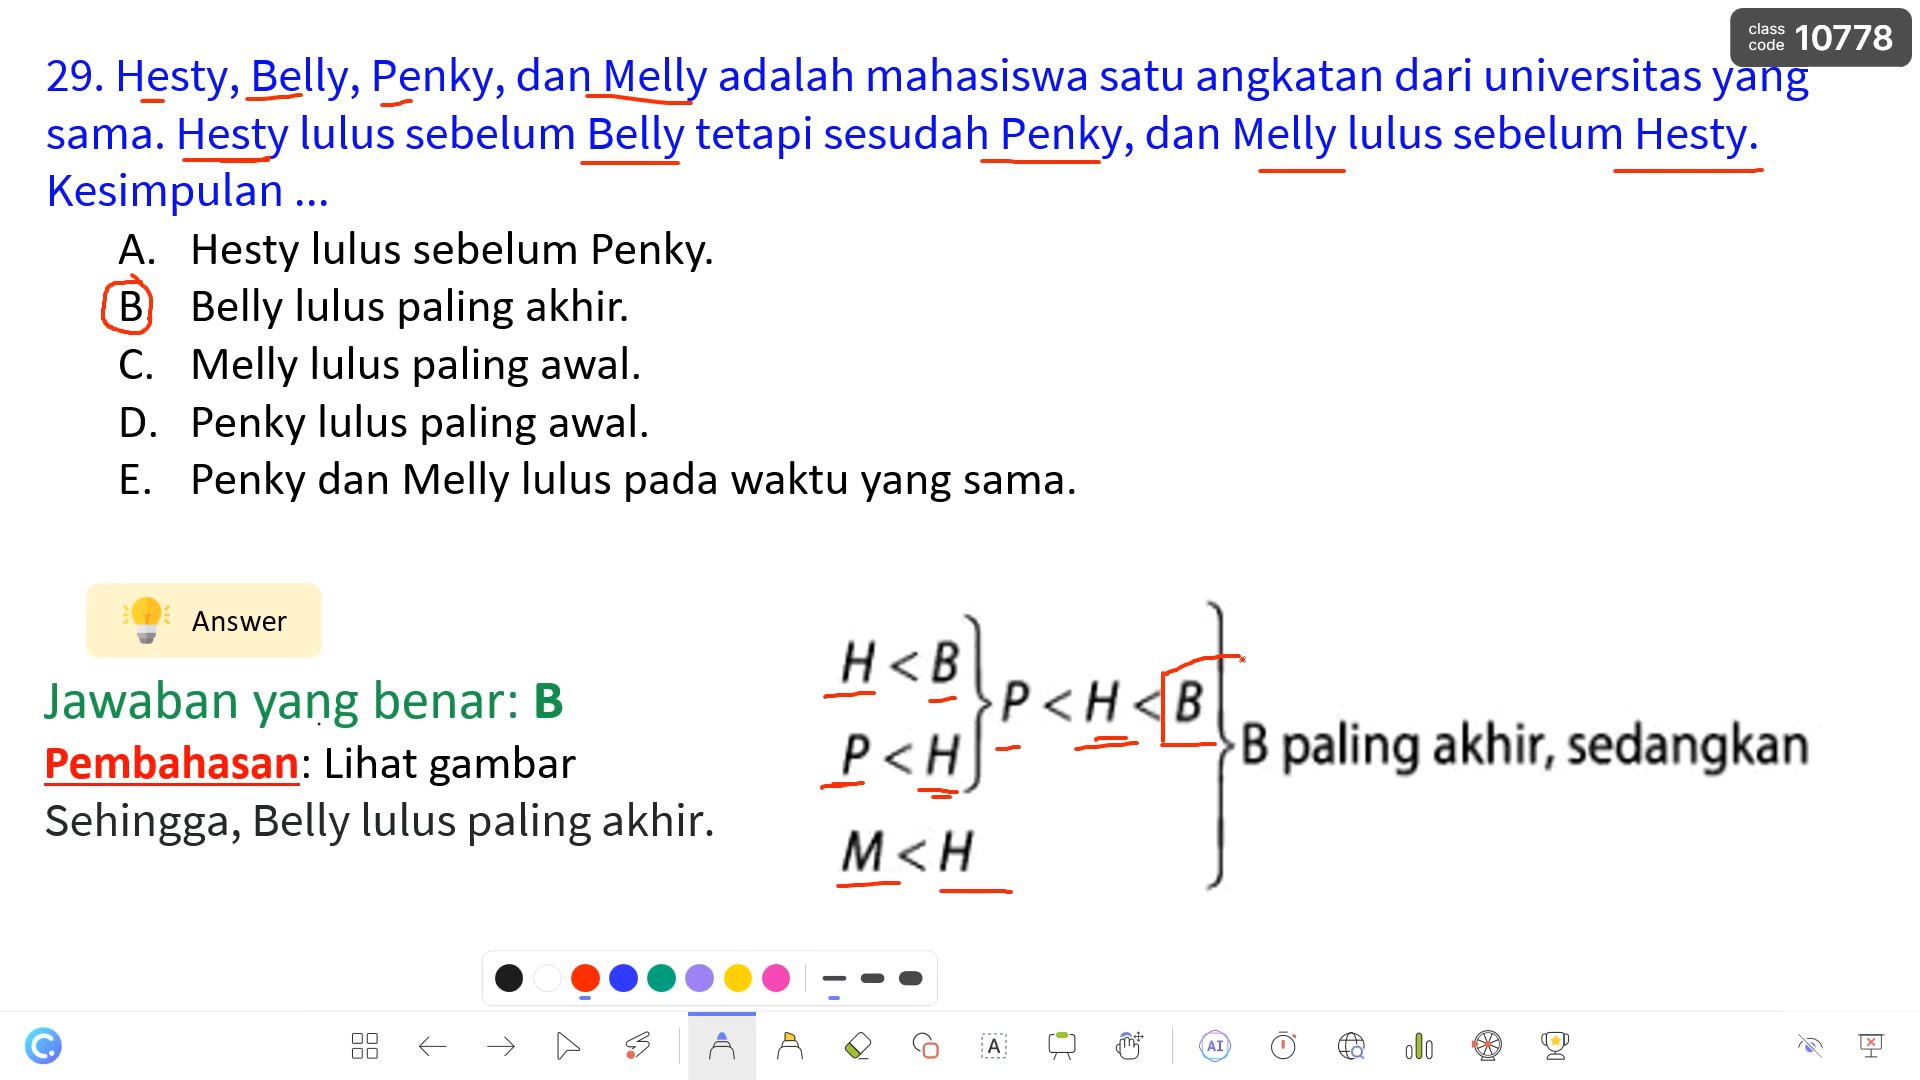 class code 10778
29. Hesty, Belly, Penky, dan Melly adalah mahasiswa satu angkatan dari universitas yang
sama. Hesty lulus sebelum Belly tetapi sesudah Penky, dan Melly lulus sebelum Hesty.
Kesimpulan ...
A. Hesty lulus sebelum Penky.
B Belly lulus paling akhir.
C. Melly lulus paling awal.
D. Penky lulus paling awal.
E. Penky dan Melly lulus pada waktu yang sama.
Answer
Jawaban yang benar: B
Pembahasan: Lihat gambar
Sehingga, Belly lulus paling akhir.
H < B
P < H
P < H < B
M < H
B paling akhir, sedangkan
A
AI